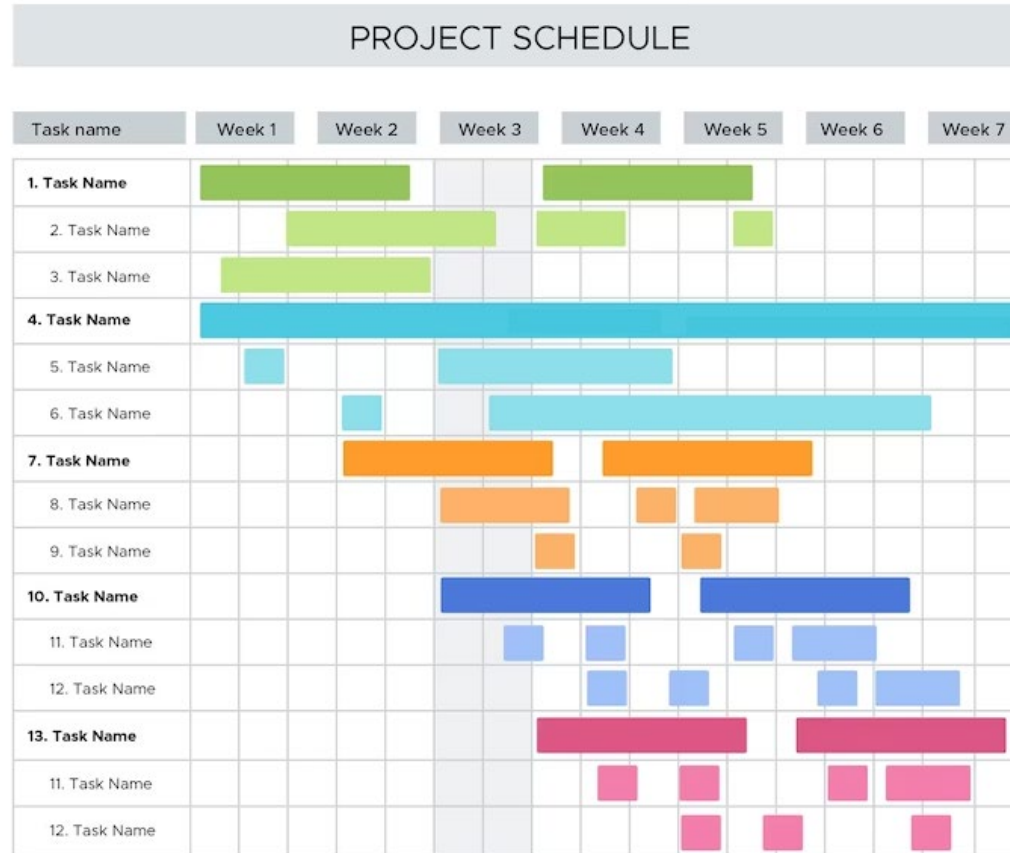 PROJECT SCHEDULE
Task name Week 1 Week 2 Week 3 Week 4 Week 5 Week 6 Week 7
1. Task Name
2. Task Name
3. Task Name
4. Task Name
5. Task Name
6. Task Name
7. Task Name
8. Task Name
9. Task Name
10. Task Name
11. Task Name
12. Task Name
13. Task Name
11. Task Name
12. Task Name